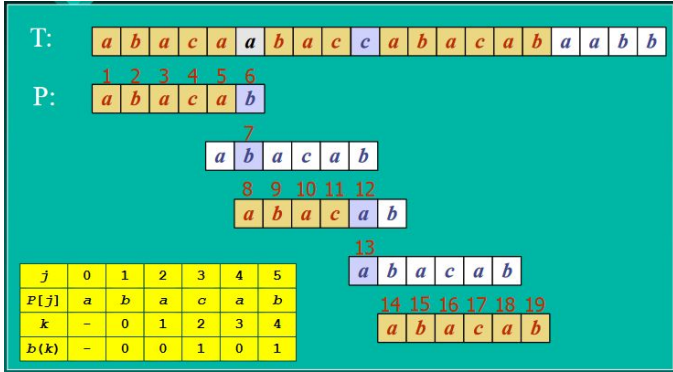 T: a b a c a a b a c c a b a c a b a a b b
1 2 3 4 5 6
P: a b a c a b
7
a b a c a b
8 9 10 11 12
a b a c a b
13
a b a c a b
14 15 16 17 18 19
a b a c a b
j 0 1 2 3 4 5
P[j] a b a c a b
k - 0 1 2 3 4
b(k) - 0 0 1 0 1